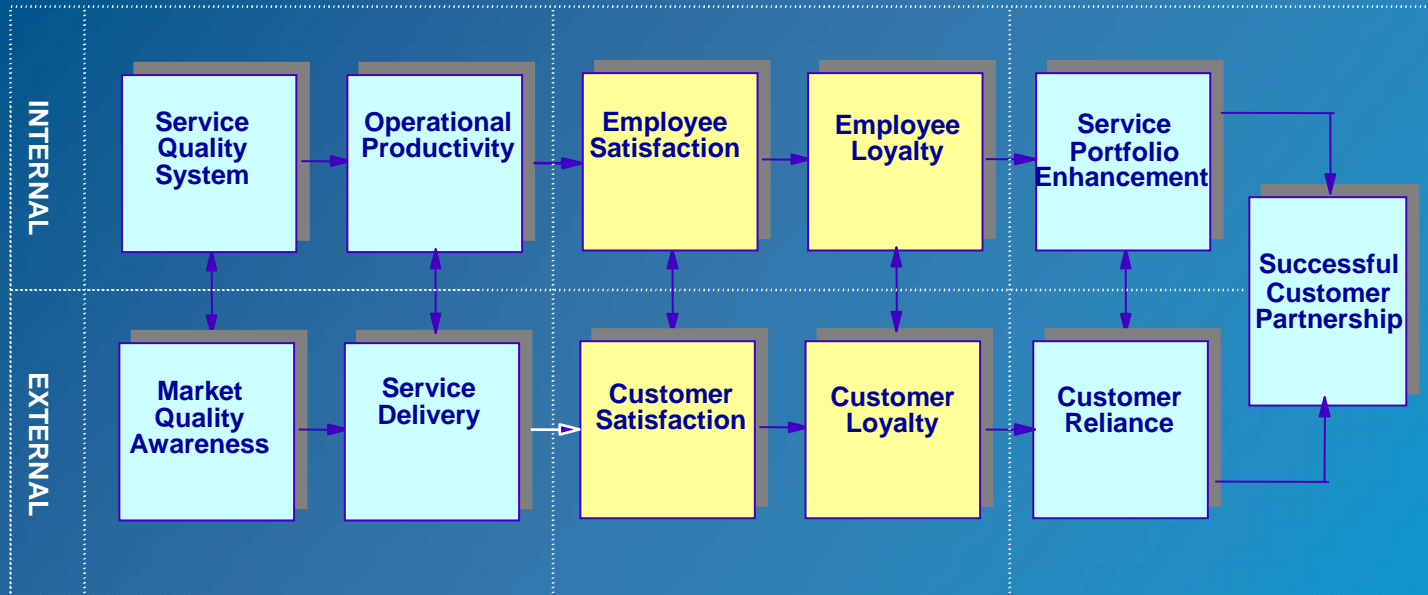 INTERNAL
Service
Quality
System
Operational
Productivity
Employee
Satisfaction
Employee
Loyalty
Service
Portfolio
Enhancement
Successful
Customer
Partnership
EXTERNAL
Market
Quality
Awareness
Service
Delivery
Customer
Satisfaction
Customer
Loyalty
Customer
Reliance